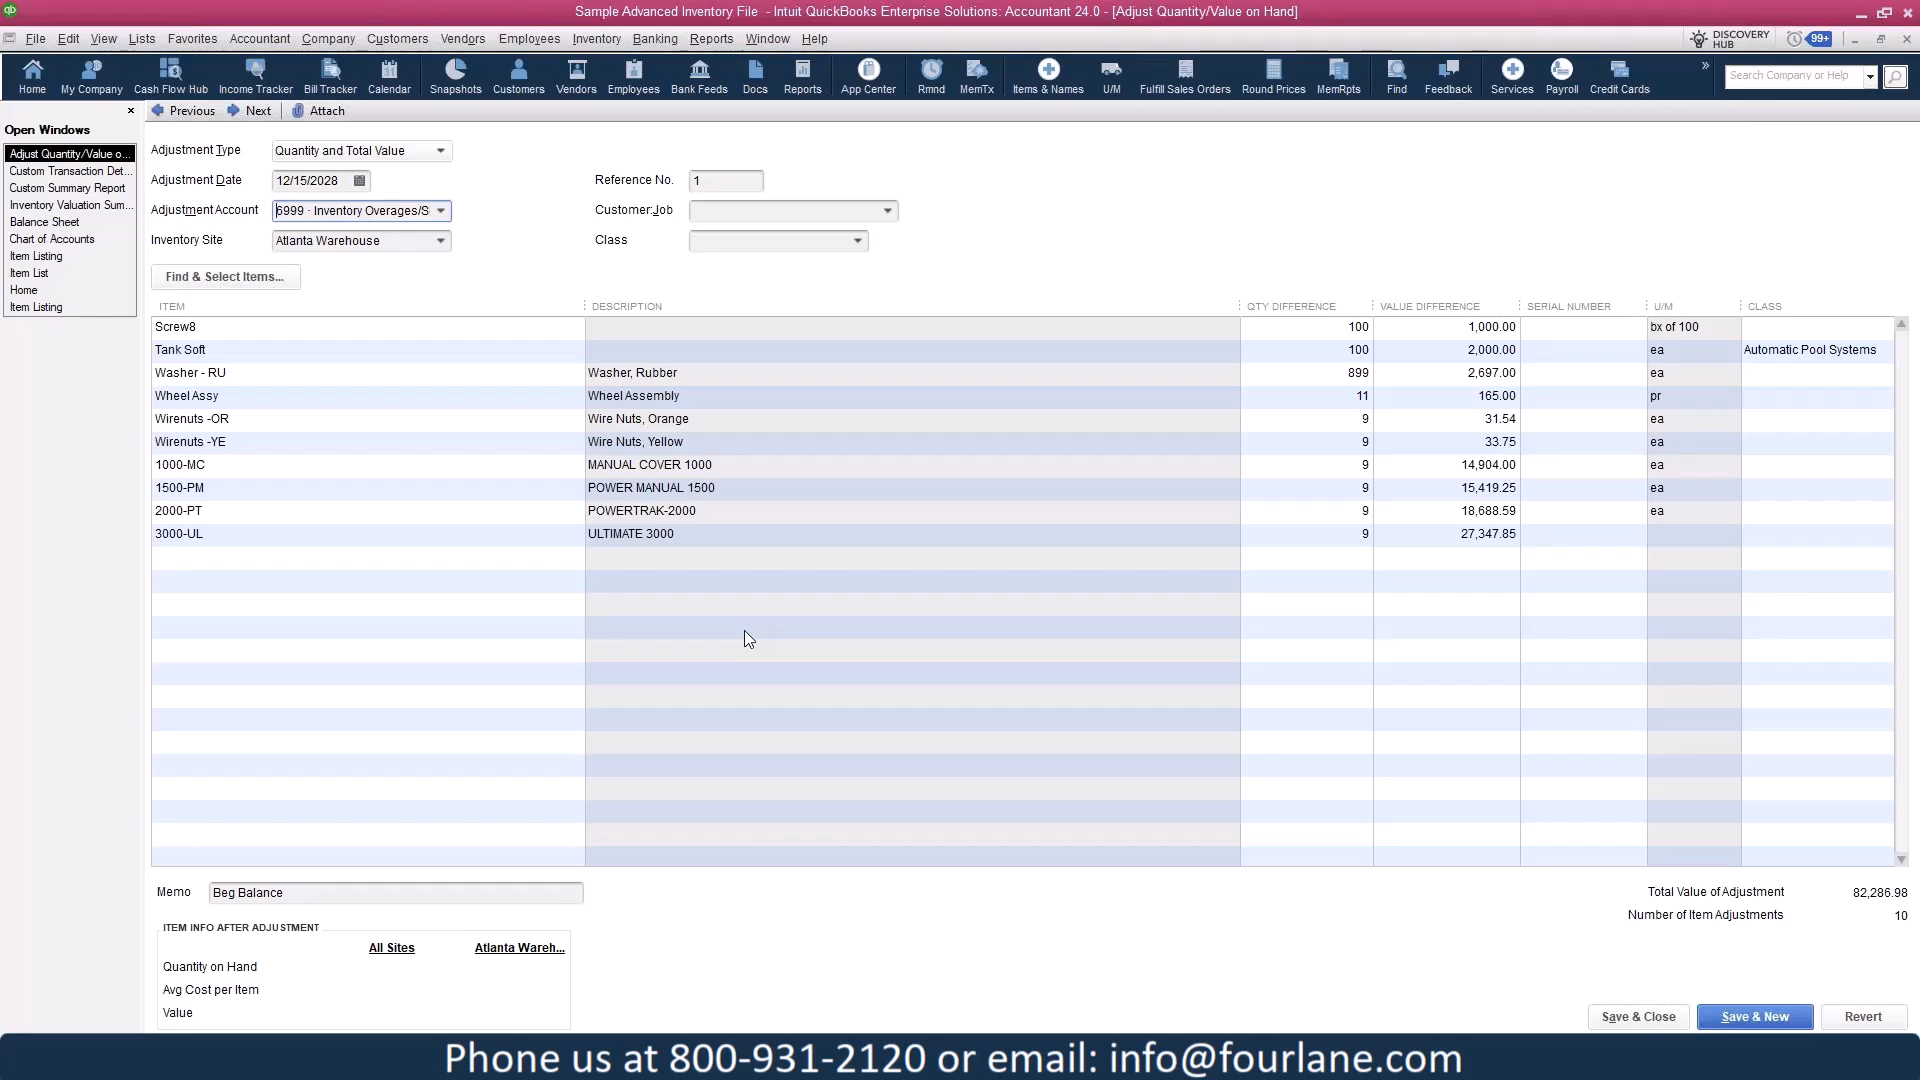 Sample Advanced Inventory File - Intuit QuickBooks Enterprise Solutions: Accountant 24.0 - [Adjust Quantity/Value on Hand]
File Edit View Lists Favorites Accountant Company Customers Vendors Employees Inventory Banking Reports Window Help
DISCOVERY HUB 99+
Home My Company Cash Flow Hub Income Tracker Bill Tracker Calendar Snapshots Customers Vendors Employees Bank Feeds Docs Reports App Center Rmnd MemTx Items & Names U/M Fulfill Sales Orders Round Prices MemRpts Find Feedback Services Payroll Credit Cards » Search Company or Help
Previous Next Attach
Open Windows
Adjust Quantity/Value o...
Custom Transaction Det...
Custom Summary Report
Inventory Valuation Sum...
Balance Sheet
Chart of Accounts
Item Listing
Item List
Home
Item Listing
Adjustment Type Quantity and Total Value
Adjustment Date 12/15/2028 Reference No. 1
Adjustment Account 6999 · Inventory Overages/S Customer:Job
Inventory Site Atlanta Warehouse Class
Find & Select Items...
ITEM DESCRIPTION QTY DIFFERENCE VALUE DIFFERENCE SERIAL NUMBER U/M CLASS
Screw8 100 1,000.00 bx of 100
Tank Soft 100 2,000.00 ea Automatic Pool Systems
Washer - RU Washer, Rubber 899 2,697.00 ea
Wheel Assy Wheel Assembly 11 165.00 pr
Wirenuts -OR Wire Nuts, Orange 9 31.54 ea
Wirenuts -YE Wire Nuts, Yellow 9 33.75 ea
1000-MC MANUAL COVER 1000 9 14,904.00 ea
1500-PM POWER MANUAL 1500 9 15,419.25 ea
2000-PT POWERTRAK-2000 9 18,688.59 ea
3000-UL ULTIMATE 3000 9 27,347.85
Memo Beg Balance Total Value of Adjustment 82,286.98
Number of Item Adjustments 10
ITEM INFO AFTER ADJUSTMENT
All Sites Atlanta Wareh...
Quantity on Hand
Avg Cost per Item
Value
Save & Close Save & New Revert
Phone us at 800-931-2120 or email: info@fourlane.com